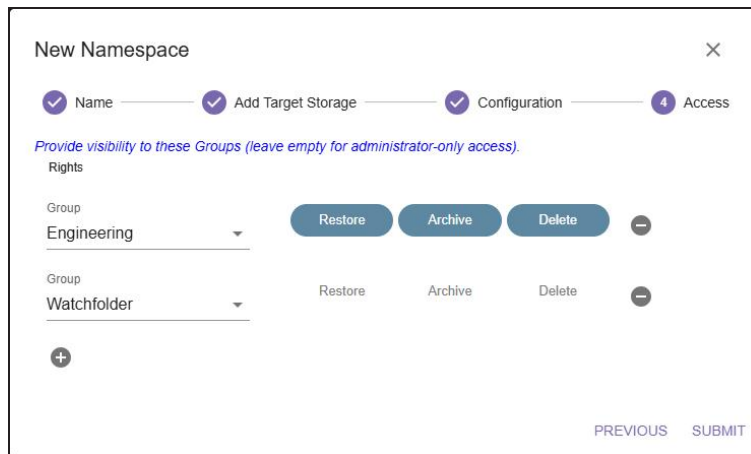 New Namespace
Name Add Target Storage Configuration 4 Access
Provide visibility to these Groups (leave empty for administrator-only access).
Rights
Group
Engineering Restore Archive Delete
Group
Watchfolder Restore Archive Delete
PREVIOUS SUBMIT